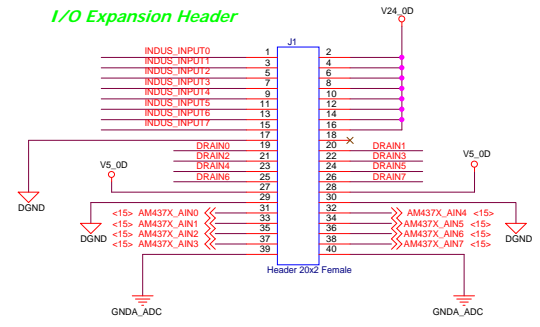 I/O Expansion Header
V24_0D
J1
INDUS_INPUT0 1 2
INDUS_INPUT1 3 4
INDUS_INPUT2 5 6
INDUS_INPUT3 7 8
INDUS_INPUT4 9 10
INDUS_INPUT5 11 12
INDUS_INPUT6 13 14
INDUS_INPUT7 15 16
17 18
DRAIN0 19 20 DRAIN1
DRAIN2 21 22 DRAIN3
DRAIN4 23 24 DRAIN5
DRAIN6 25 26 DRAIN7
V5_0D V5_0D
27 28
29 30
<15> AM437X_AIN0 31 32 AM437X_AIN4 <15>
<15> AM437X_AIN1 33 34 AM437X_AIN5 <15>
<15> AM437X_AIN2 35 36 AM437X_AIN6 <15>
<15> AM437X_AIN3 37 38 AM437X_AIN7 <15>
39 40
DGND
DGND DGND
Header 20x2 Female
GNDA_ADC GNDA_ADC